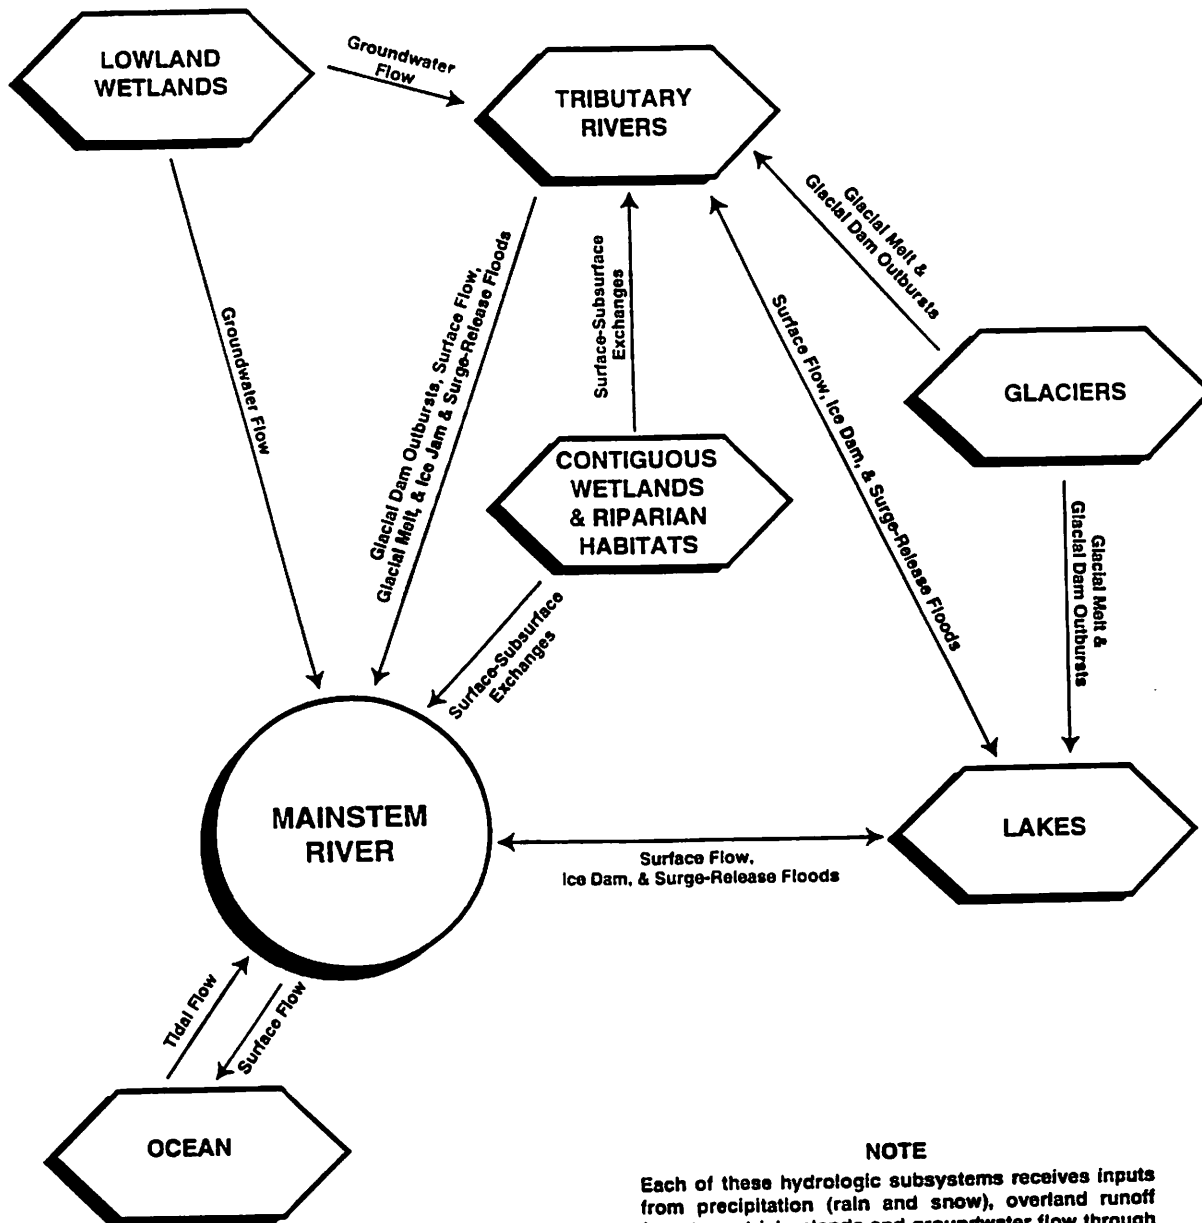 LOWLAND
WETLANDS
Groundwater
Flow
TRIBUTARY
RIVERS
Glacial Melt &
Glacial Dam Outbursts
Groundwater Flow
Glacial Dam Outbursts, Surface Flow,
Glacial Melt, & Ice Jam & Surge-Release Floods
Surface-Subsurface
Exchanges
Surface Flow, Ice Dam, & Surge-Release Floods
GLACIERS
CONTIGUOUS
WETLANDS
& RIPARIAN
HABITATS
Glacial Melt &
Glacial Dam Outbursts
Surface-Subsurface
Exchanges
MAINSTEM
RIVER
LAKES
Surface Flow,
Ice Dam, & Surge-Release Floods
Tidal Flow
Surface Flow
OCEAN
NOTE
Each of these hydrologic subsystems receives inputs
from precipitation (rain and snow), overland runoff
and groundwater flow through